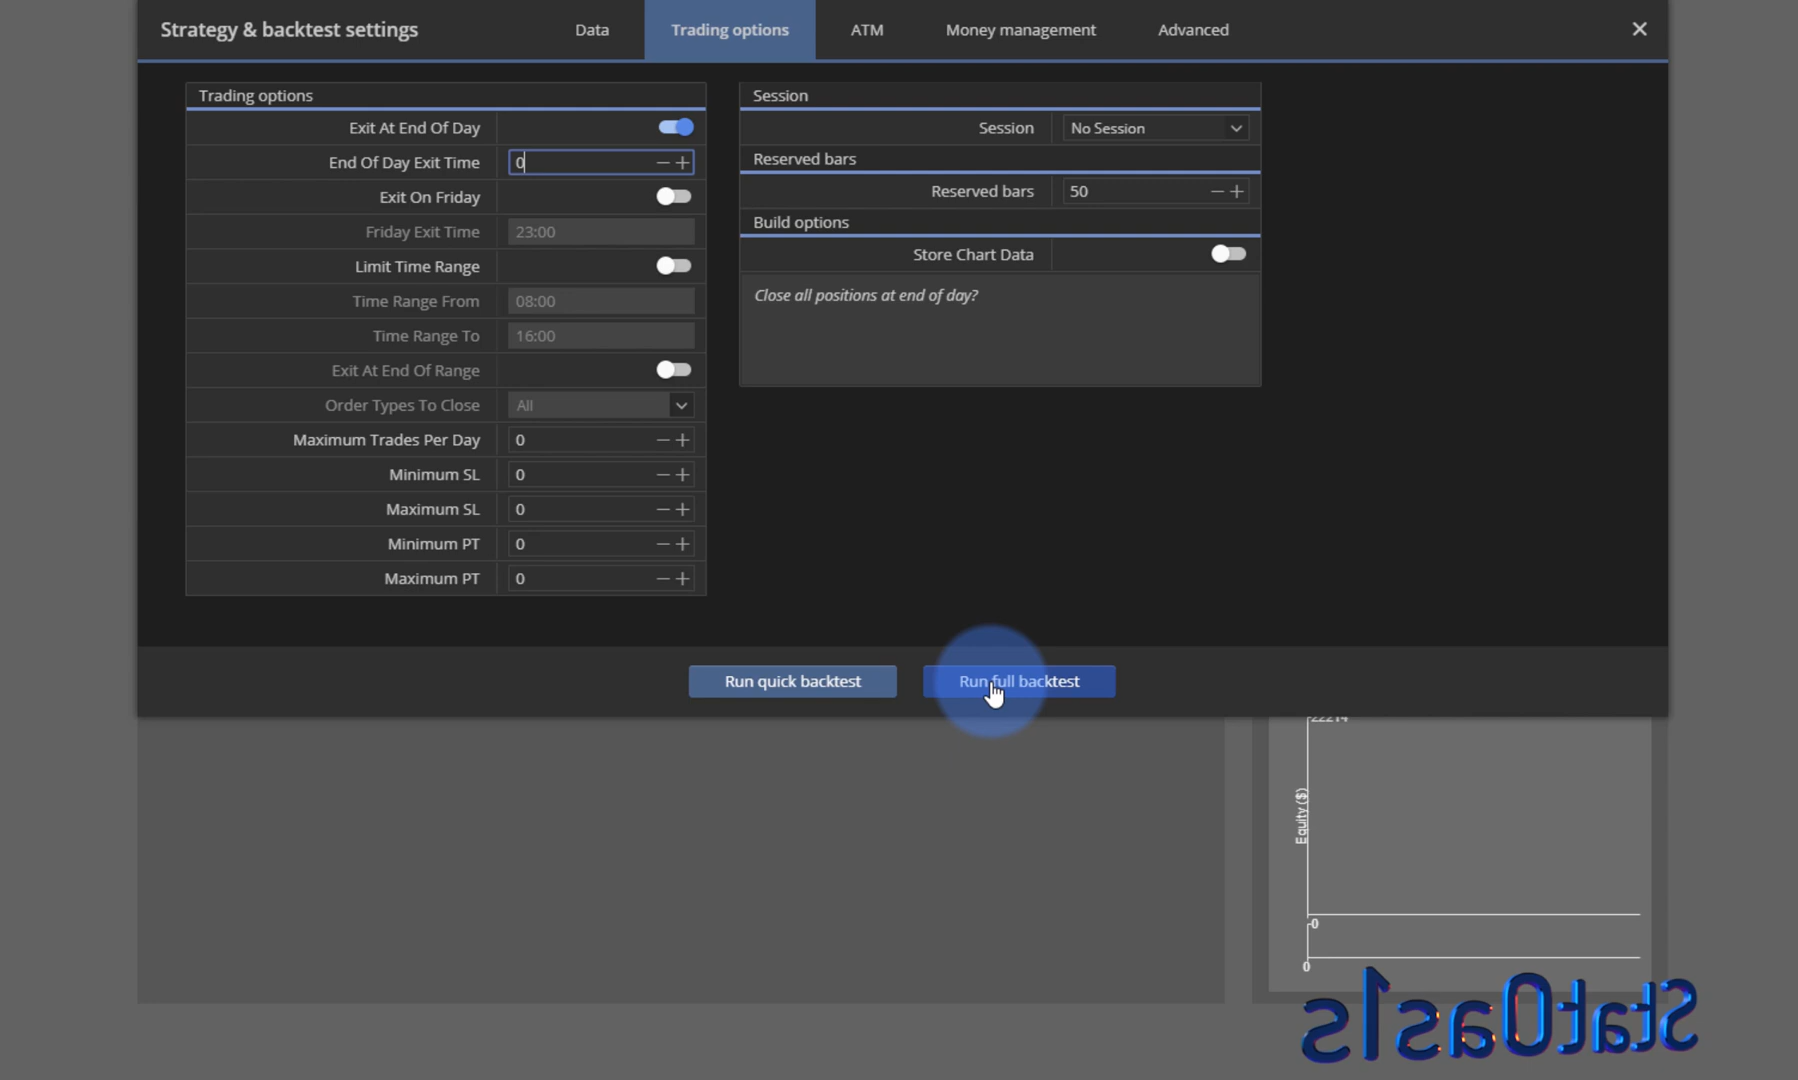 Strategy & backtest settings
Data
Trading options
ATM
Money management
Advanced
Trading options
Exit At End Of Day
End Of Day Exit Time 0
Exit On Friday
Friday Exit Time 23:00
Limit Time Range
Time Range From 08:00
Time Range To 16:00
Exit At End Of Range
Order Types To Close All
Maximum Trades Per Day 0
Minimum SL 0
Maximum SL 0
Minimum PT 0
Maximum PT 0
Session
Session No Session
Reserved bars
Reserved bars 50
Build options
Store Chart Data
Close all positions at end of day?
Run quick backtest
Run full backtest
22214
Equity ($)
0
0
Stat0as1s